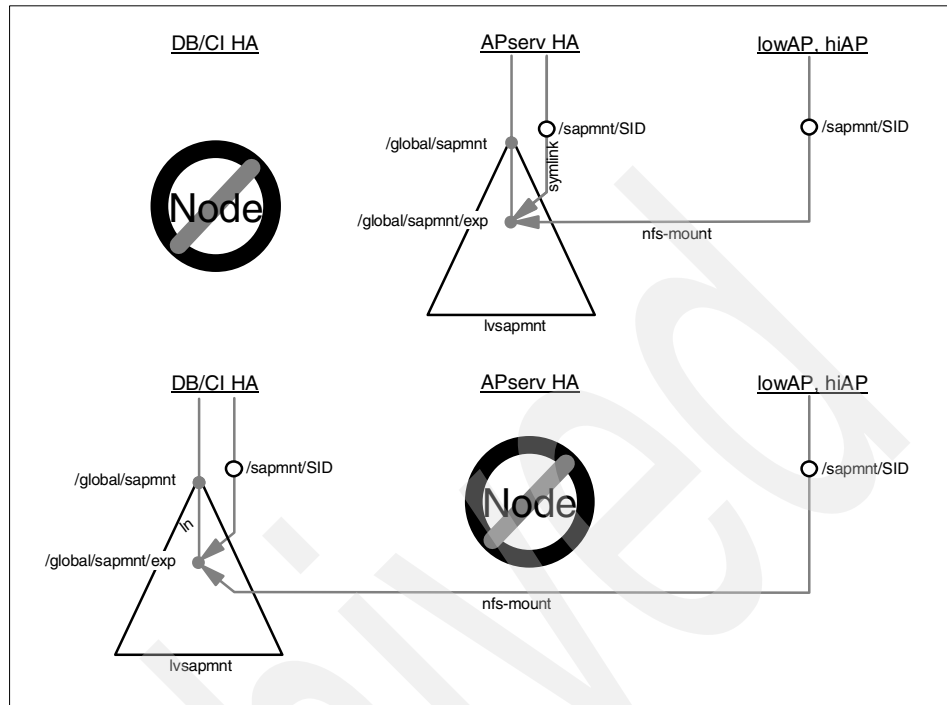 DB/CI HA
APserv HA
lowAP, hiAP
/sapmnt/SID
/sapmnt/SID
/global/sapmnt
symlink
Node
/global/sapmnt/exp
nfs-mount
lvsapmnt
DB/CI HA
APserv HA
lowAP, hiAP
/sapmnt/SID
/sapmnt/SID
/global/sapmnt
Node
ln
/global/sapmnt/exp
nfs-mount
lvsapmnt